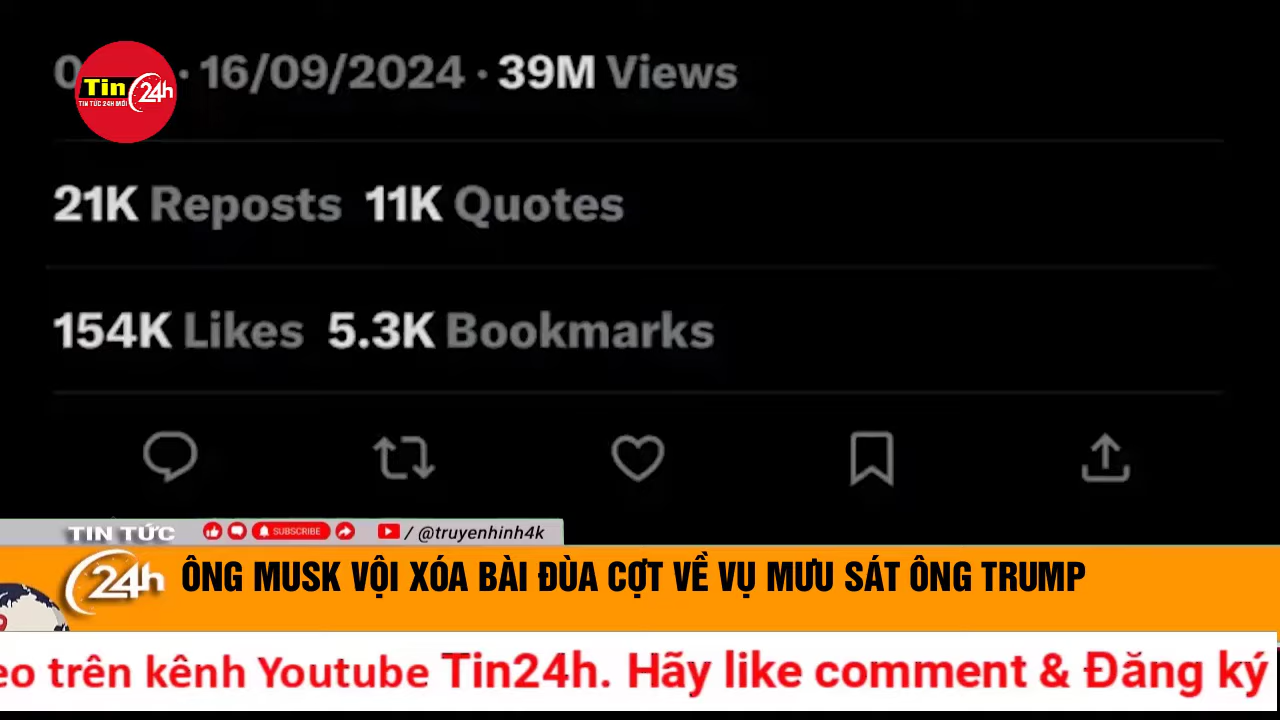 16/09/2024 · 39M Views
Tin 24h
TIN TỨC 24H MỚI
21K Reposts 11K Quotes
154K Likes 5.3K Bookmarks
TIN TỨC SUBSCRIBE / @truyenhinh4k
24h ÔNG MUSK VỘI XÓA BÀI ĐÙA CỢT VỀ VỤ MƯU SÁT ÔNG TRUMP
eo trên kênh Youtube Tin24h. Hãy like comment & Đăng ký